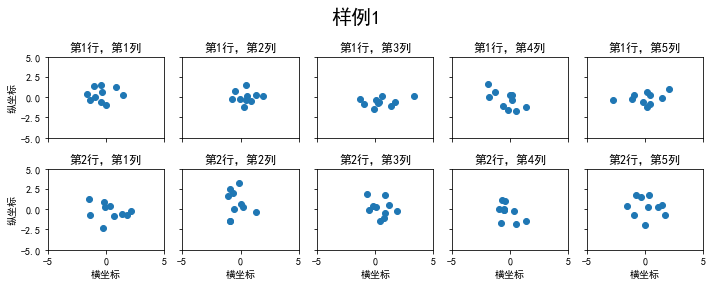 样例1
第1行，第1列
第1行，第2列
第1行，第3列
第1行，第4列
第1行，第5列
5.0
2.5
0.0
−2.5
−5.0
纵坐标
第2行，第1列
第2行，第2列
第2行，第3列
第2行，第4列
第2行，第5列
5.0
2.5
0.0
−2.5
−5.0
纵坐标
−5 0 5
−5 0 5
−5 0 5
−5 0 5
−5 0 5
横坐标
横坐标
横坐标
横坐标
横坐标